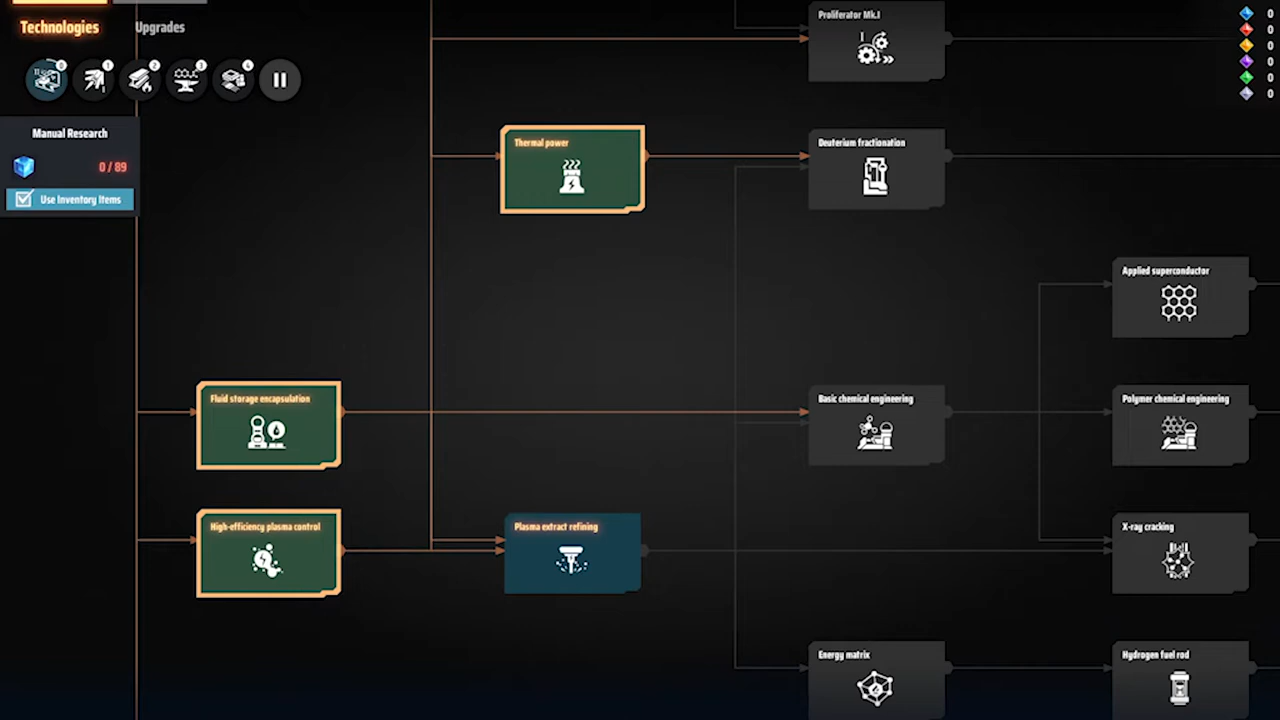 Technologies
Upgrades
Manual Research
0 / 89
Use Inventory Items
Proliferator Mk.I
Thermal power
Deuterium fractionation
Applied superconductor
Fluid storage encapsulation
Basic chemical engineering
Polymer chemical engineering
High-efficiency plasma control
Plasma extract refining
X-ray cracking
Energy matrix
Hydrogen fuel rod
0
0
0
0
0
0